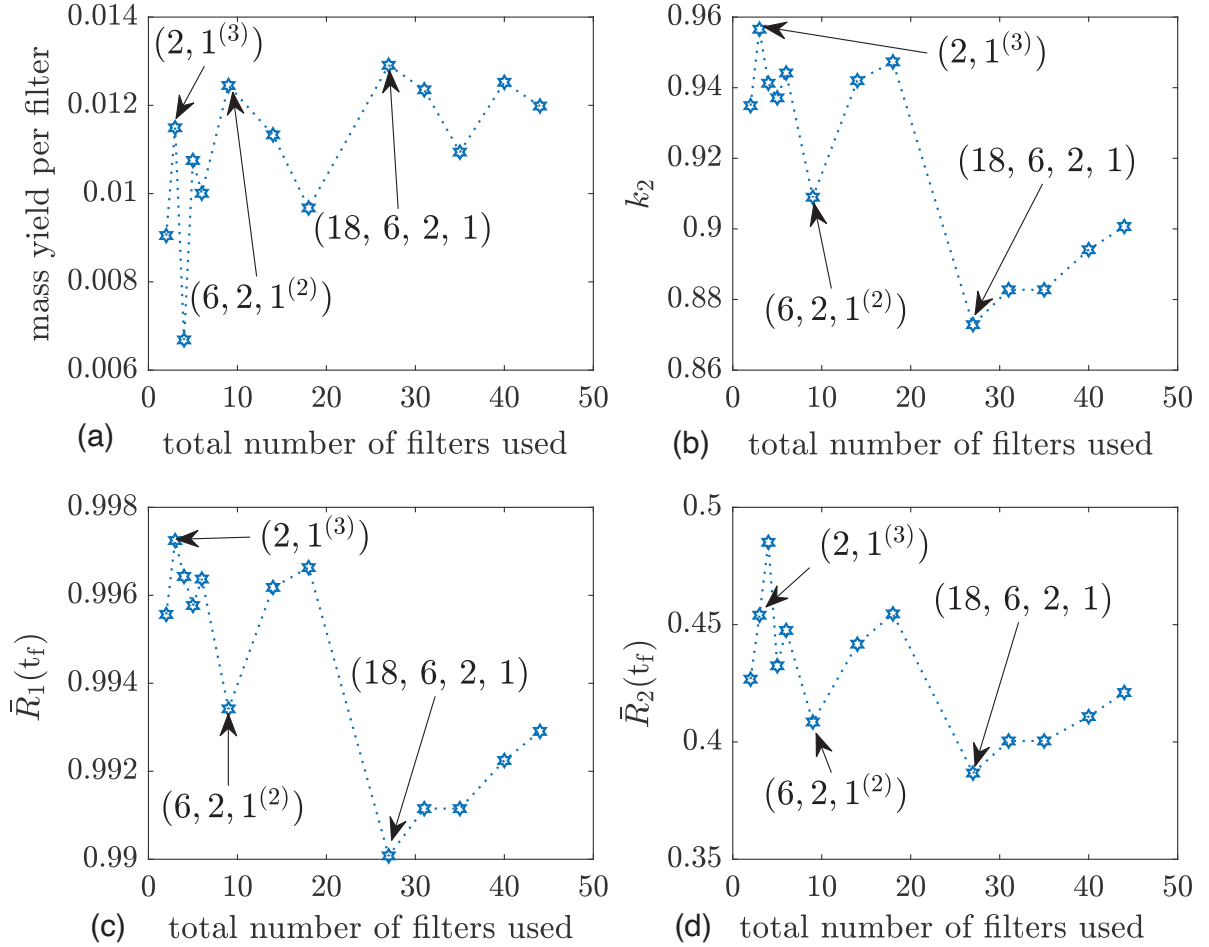 mass yield per filter
0.014
0.012
0.01
0.008
0.006
(2, 1⁽³⁾)
(18, 6, 2, 1)
(6, 2, 1⁽²⁾)
0 10 20 30 40 50
(a) total number of filters used
k₂
0.96
0.94
0.92
0.9
0.88
0.86
(2, 1⁽³⁾)
(18, 6, 2, 1)
(6, 2, 1⁽²⁾)
0 10 20 30 40 50
(b) total number of filters used
R̄₁(t_f)
0.998
0.996
0.994
0.992
0.99
(2, 1⁽³⁾)
(18, 6, 2, 1)
(6, 2, 1⁽²⁾)
0 10 20 30 40 50
(c) total number of filters used
R̄₂(t_f)
0.5
0.45
0.4
0.35
(2, 1⁽³⁾)
(18, 6, 2, 1)
(6, 2, 1⁽²⁾)
0 10 20 30 40 50
(d) total number of filters used